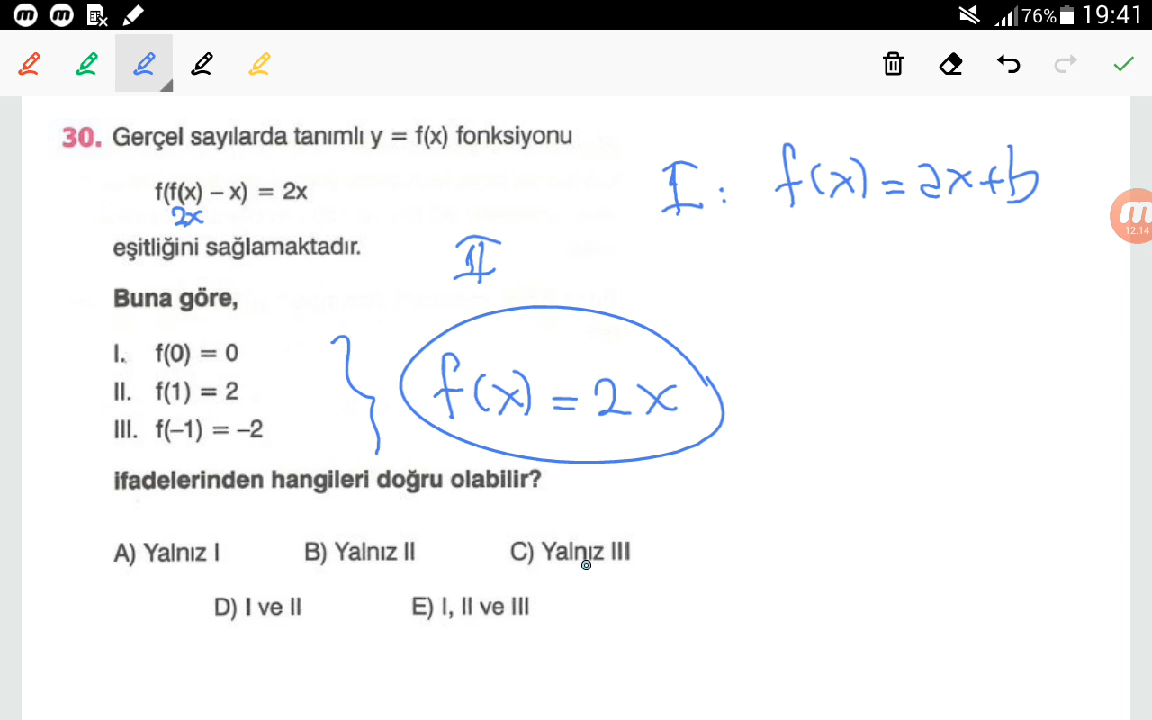 76% 19:41
30. Gerçel sayılarda tanımlı y = f(x) fonksiyonu
f(f(x) – x) = 2x
2x
eşitliğini sağlamaktadır.
I : f(x) = ax+b
II
Buna göre,
I. f(0) = 0
II. f(1) = 2
III. f(–1) = –2
f(x) = 2x
ifadelerinden hangileri doğru olabilir?
A) Yalnız I B) Yalnız II C) Yalnız III
D) I ve II E) I, II ve III
12.14